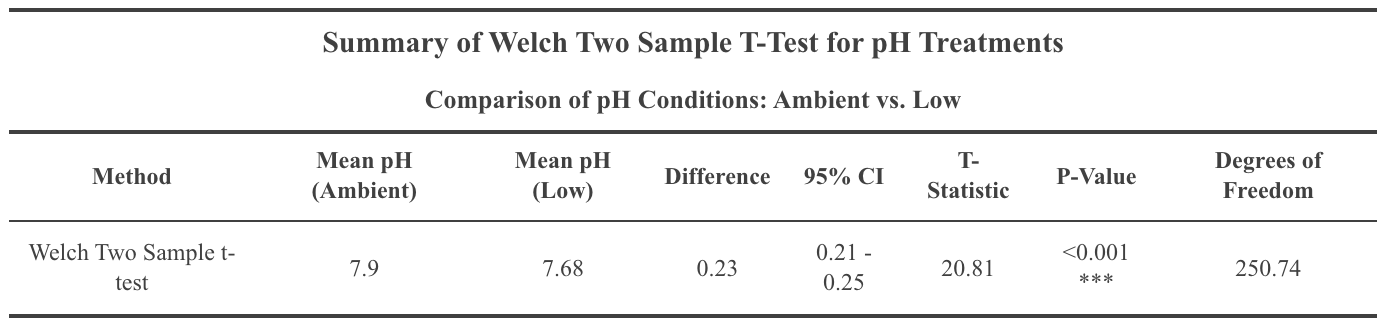 Summary of Welch Two Sample T-Test for pH Treatments
Comparison of pH Conditions: Ambient vs. Low
Method
Mean pH
(Ambient)
Mean pH
(Low)
Difference
95% CI
T-
Statistic
P-Value
Degrees of
Freedom
Welch Two Sample t-
test
7.9
7.68
0.23
0.21 -
0.25
20.81
<0.001
***
250.74